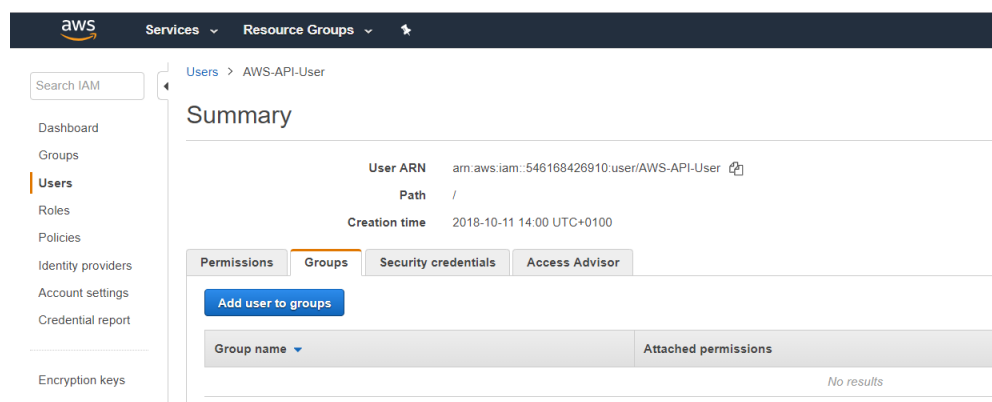 aws Services Resource Groups
Users > AWS-API-User
Search IAM
Summary
Dashboard
Groups
Users
Roles
Policies
Identity providers
Account settings
Credential report
Encryption keys
User ARN arn:aws:iam::546168426910:user/AWS-API-User
Path /
Creation time 2018-10-11 14:00 UTC+0100
Permissions Groups Security credentials Access Advisor
Add user to groups
Group name Attached permissions
No results